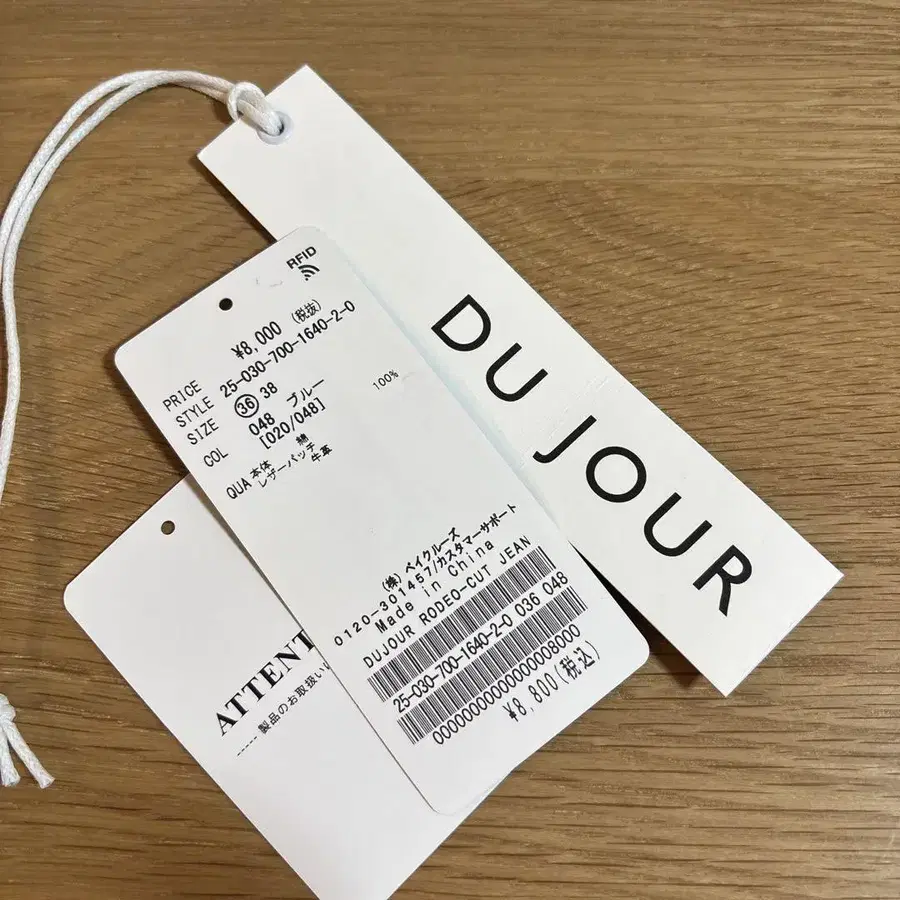 DU JOUR
RFID
PRICE ¥8,000 (税抜)
STYLE 25-030-700-1640-2-0
SIZE 36 38
COL 048 ブルー
[020/048]
QUA 本体 綿 100%
レザーパッチ 牛革
(株) ベイクルーズ
0120-301457/カスタマーサポート
Made in China
DUJOUR RODEO-CUT JEAN
25-030-700-1640-2-0 036 048
¥8,800(税込)
ATTENT
----- 製品のお取扱い